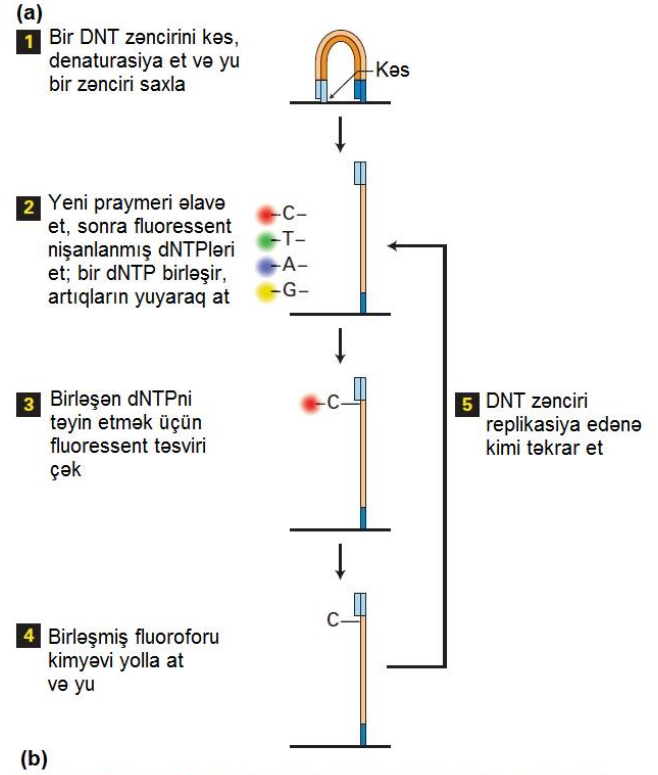 (a)
1 Bir DNT zəncirini kəs,
denaturasiya et və yu
bir zənciri saxla
Kəs
2 Yeni praymeri əlavə
et, sonra fluoressent
nişanlanmış dNTPləri
et; bir dNTP birləşir,
artıqların yuyaraq at
C
T
A
G
3 Birləşən dNTPni
təyin etmək üçün
fluoressent təsviri
çək
C
5 DNT zənciri
replikasiya edənə
kimi təkrar et
4 Birləşmiş fluoroforu
kimyəvi yolla at
və yu
C
(b)